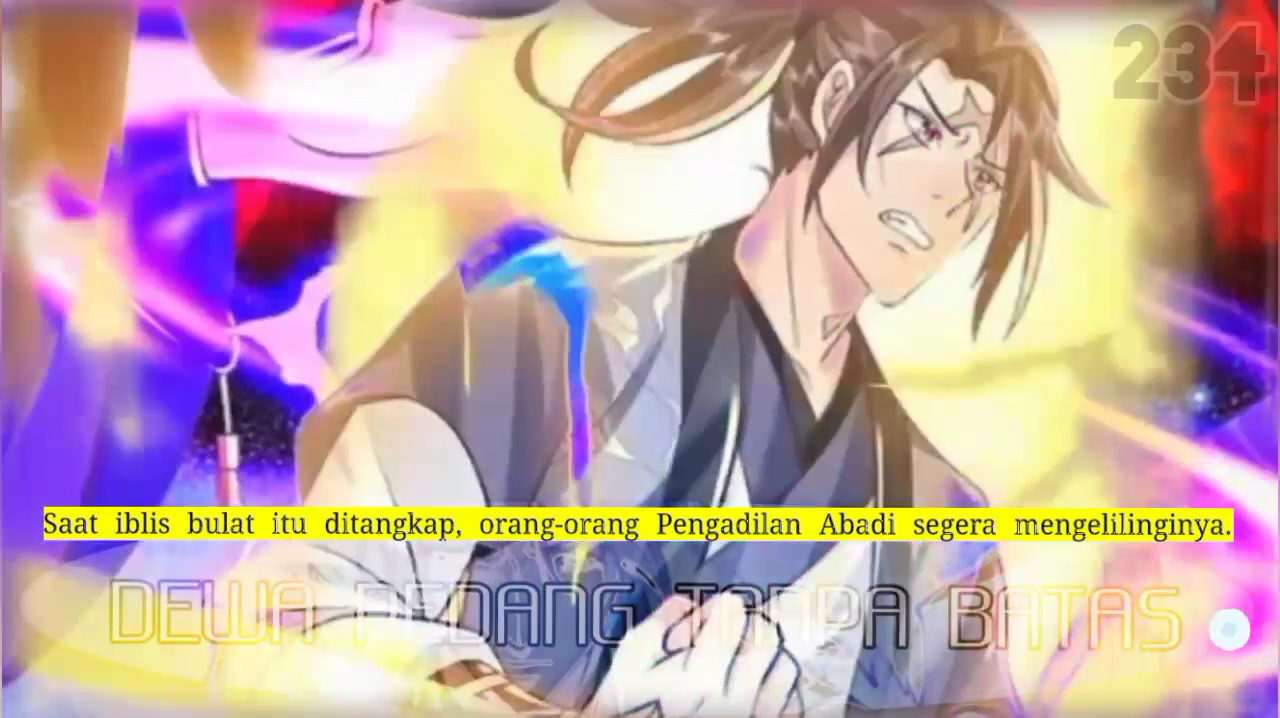 234
Saat iblis bulat itu ditangkap, orang-orang Pengadilan Abadi segera mengelilinginya.
DEWA PEDANG TANPA BATAS